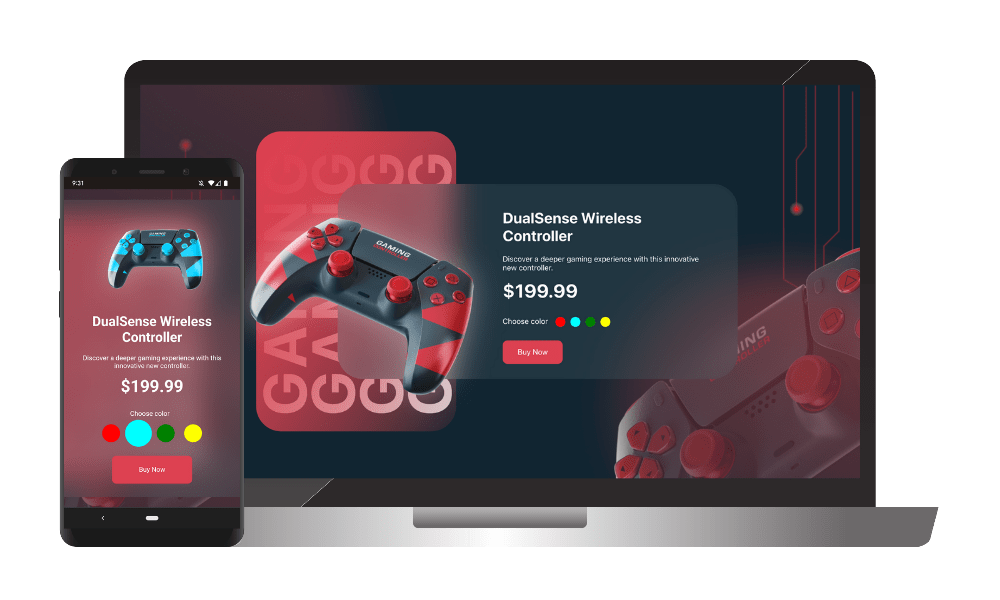 9:31
DualSense Wireless
Controller
Discover a deeper gaming experience with this
innovative new controller.
$199.99
Choose color
Buy Now
GAMING
GAMING
GAMING
GAMING
GAMING
DualSense Wireless
Controller
Discover a deeper gaming experience with this innovative
new controller.
$199.99
Choose color
Buy Now